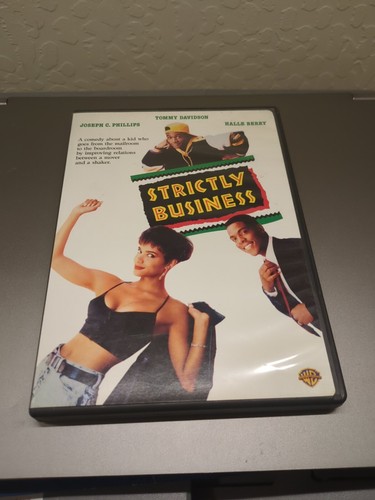 TOMMY DAVIDSON
JOSEPH C. PHILLIPS
HALLE BERRY
A comedy about a kid who
goes from the mailroom
to the boardroom
by improving relations
between a mover
and a shaker.
STRICTLY
BUSINESS
WB